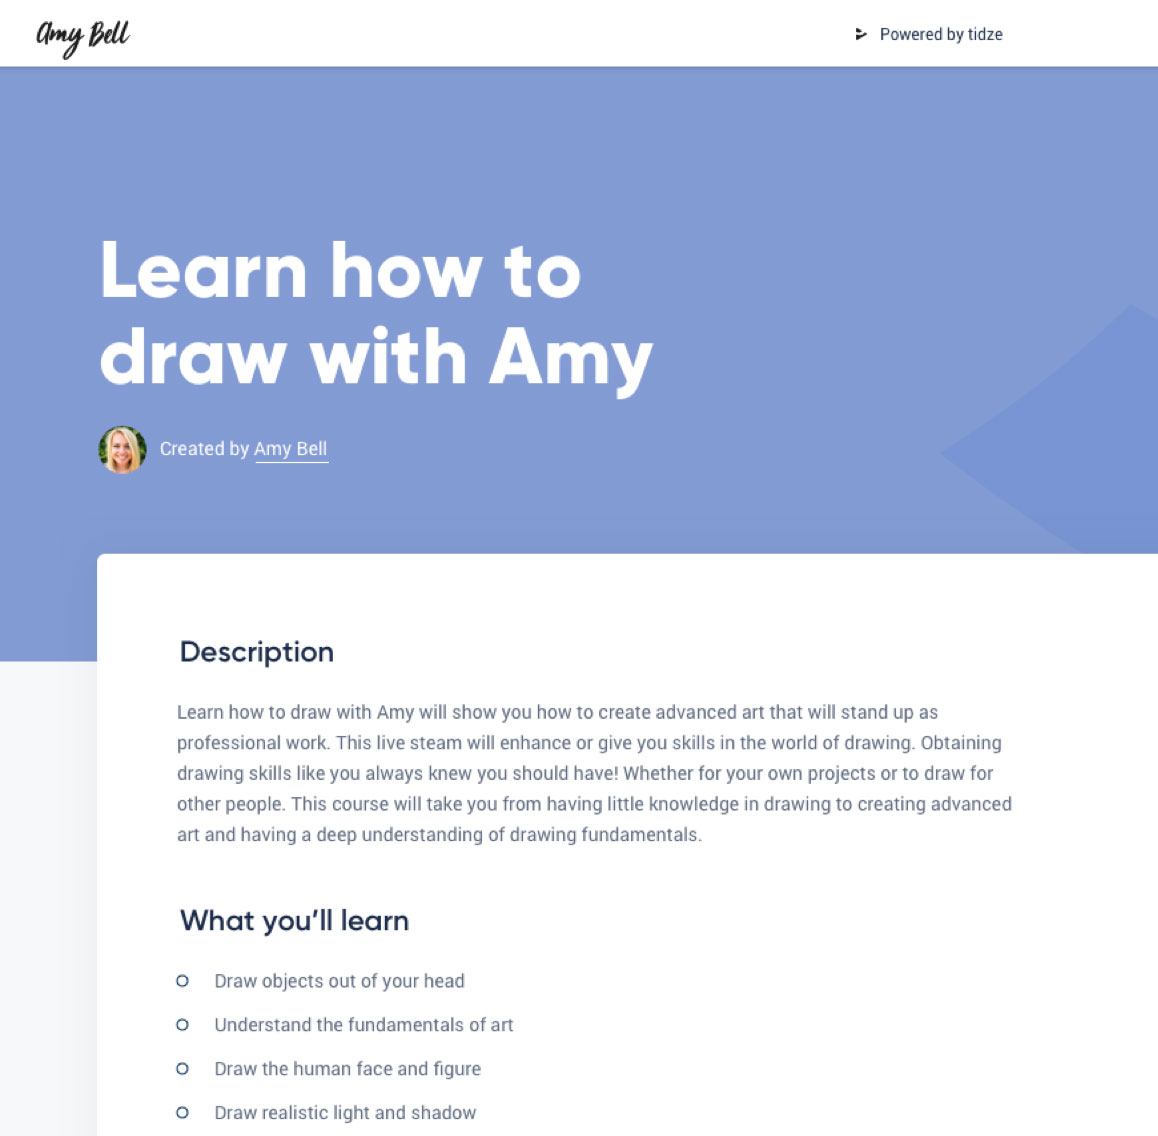 Amy Bell
Powered by tidze
Learn how to
draw with Amy
Created by Amy Bell
Description
Learn how to draw with Amy will show you how to create advanced art that will stand up as
professional work. This live steam will enhance or give you skills in the world of drawing. Obtaining
drawing skills like you always knew you should have! Whether for your own projects or to draw for
other people. This course will take you from having little knowledge in drawing to creating advanced
art and having a deep understanding of drawing fundamentals.
What you’ll learn
Draw objects out of your head
Understand the fundamentals of art
Draw the human face and figure
Draw realistic light and shadow